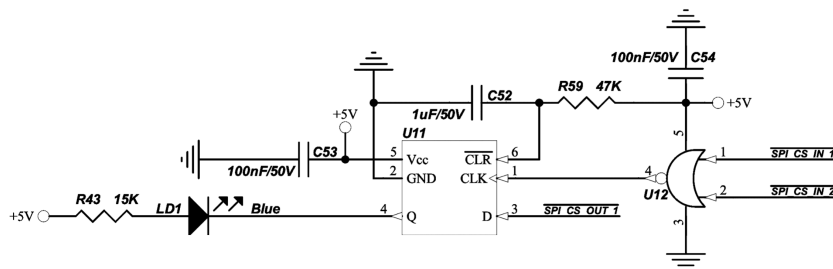 100nF/50V C54
R59 47K
+5V
C52
1uF/50V
+5V
U11
C53
100nF/50V
5 Vcc CLR 6
2 GND CLK 1
4 Q D 3
SPI_CS_OUT_1
5
4
U12
1 SPI_CS_IN_1
2 SPI_CS_IN_2
3
+5V R43 15K LD1 Blue